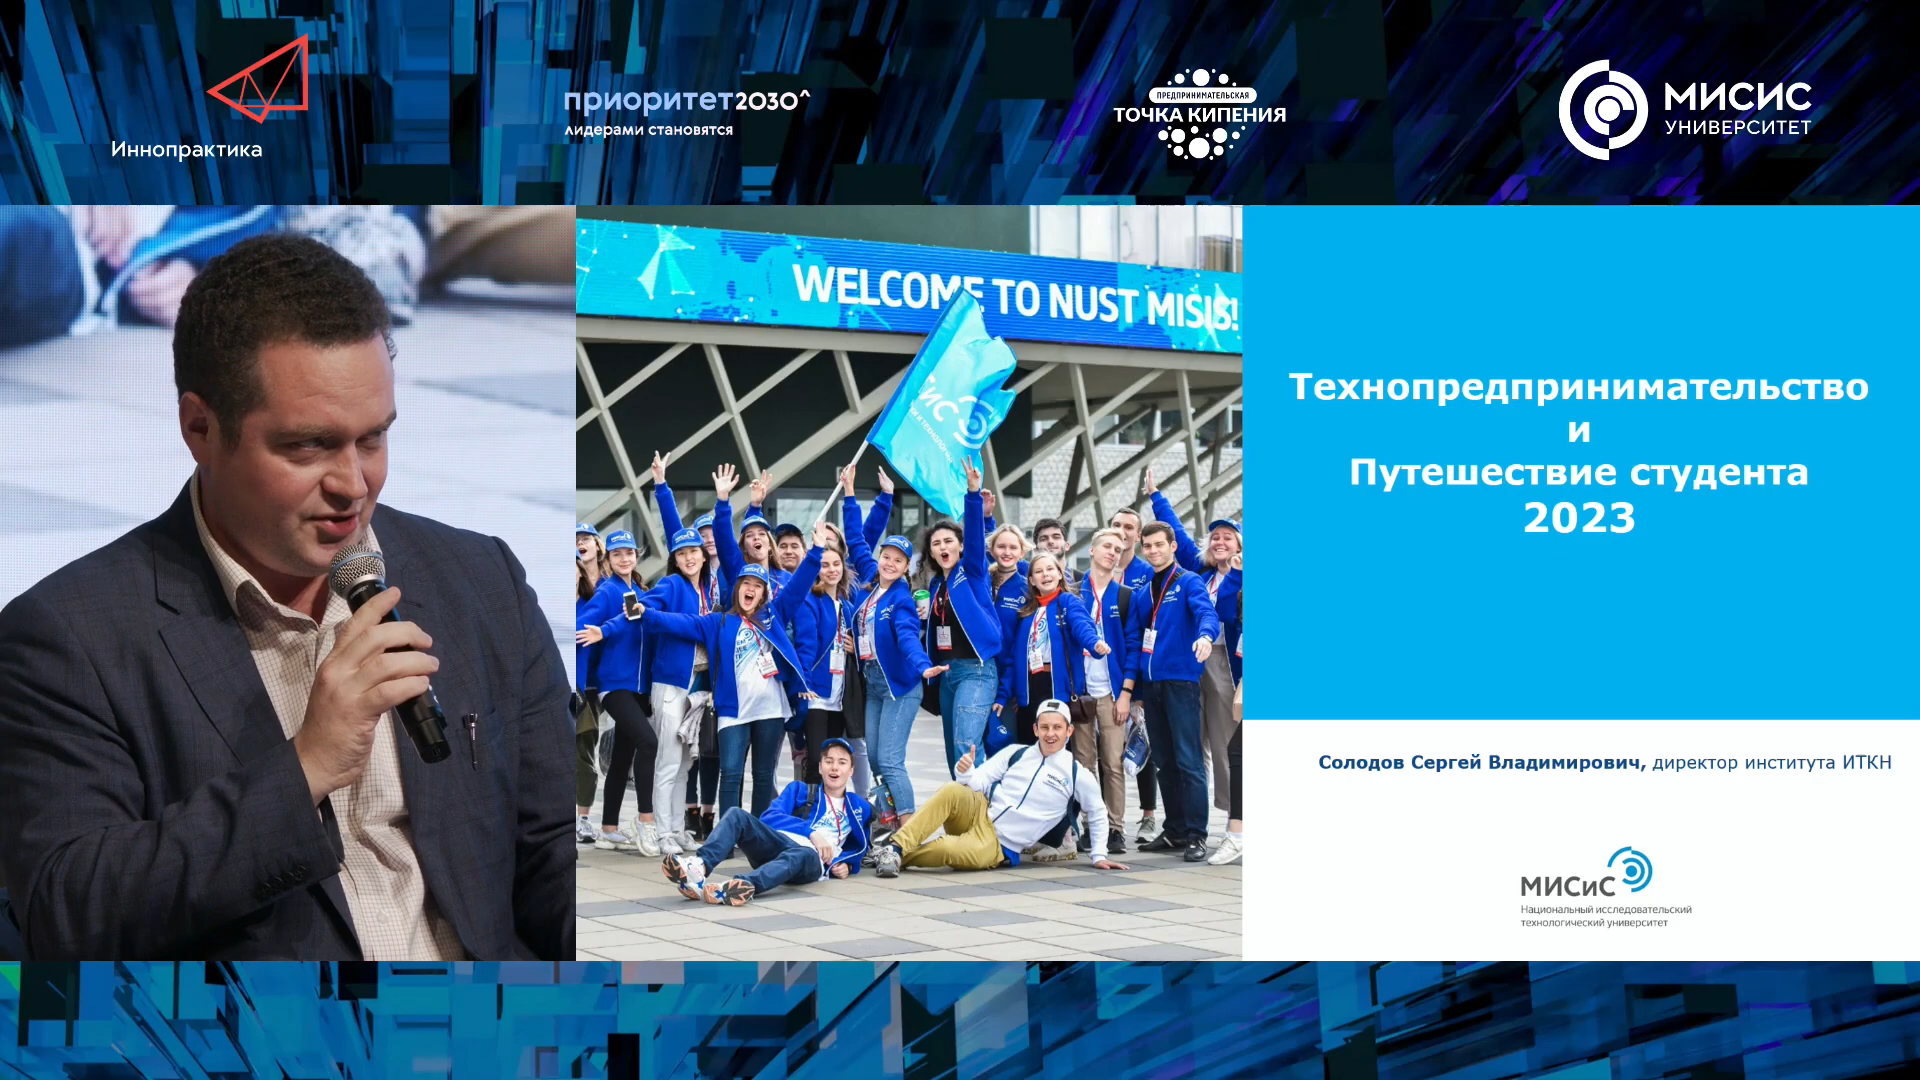 Иннопрактика
приоритет2030^
лидерами становятся
ПРЕДПРИНИМАТЕЛЬСКАЯ
ТОЧКА КИПЕНИЯ
МИСИС
УНИВЕРСИТЕТ
WELCOME TO NUST MISIS!
Технопредпринимательство
и
Путешествие студента
2023
Солодов Сергей Владимирович, директор института ИТКН
МИСиС
Национальный исследовательский
технологический университет